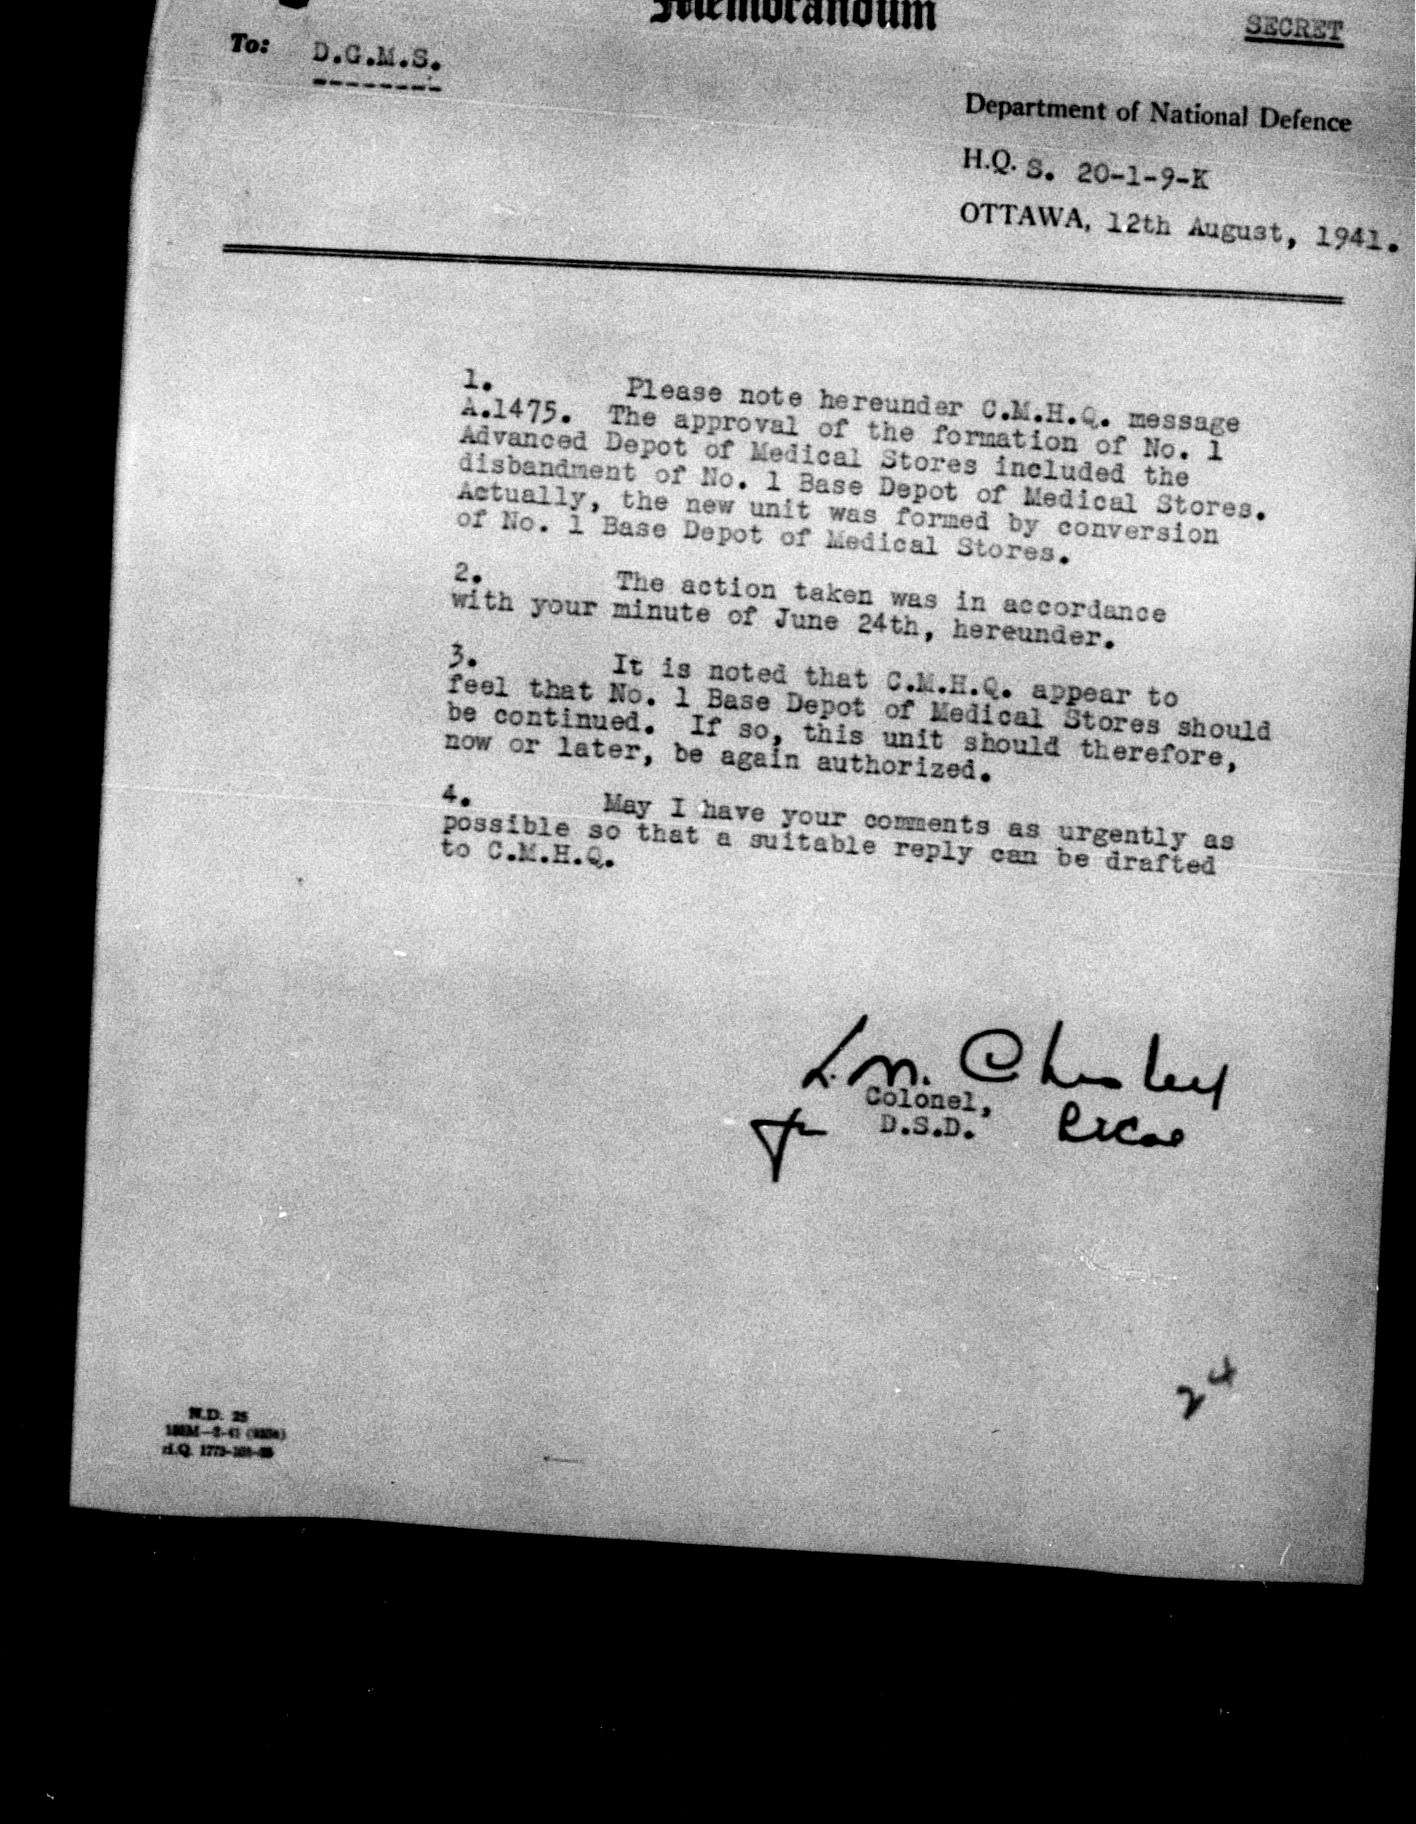 Memorandum
SECRET
To: D.G.M.S.
Department of National Defence
H.Q. S. 20-1-9-K
OTTAWA, 12th August, 1941.
1. Please note hereunder C.M.H.Q. message
A.1475. The approval of the formation of No. 1
Advanced Depot of Medical Stores included the
disbandment of No. 1 Base Depot of Medical Stores.
Actually, the new unit was formed by conversion
of No. 1 Base Depot of Medical Stores.
2. The action taken was in accordance
with your minute of June 24th, hereunder.
3. It is noted that C.M.H.Q. appear to
feel that No. 1 Base Depot of Medical Stores should
be continued. If so, this unit should therefore,
now or later, be again authorized.
4. May I have your comments as urgently as
possible so that a suitable reply can be drafted
to C.M.H.Q.
L.M. Chesley
Colonel,
for D.S.D.
24
N.D. 25
H.Q. 1772-